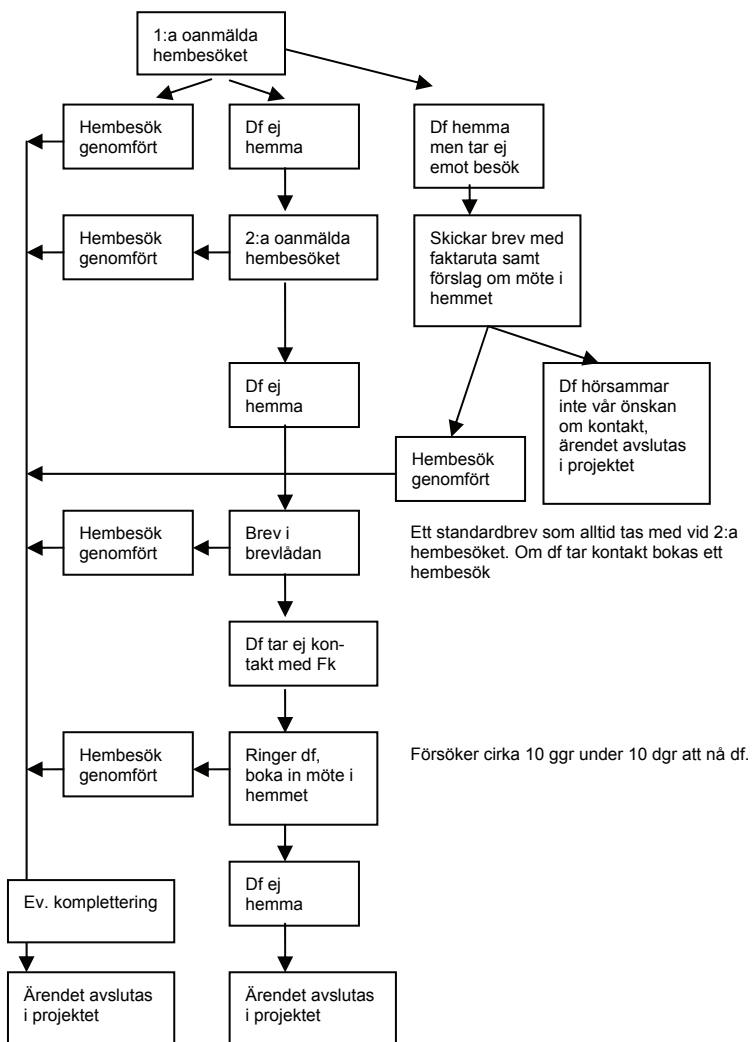 1:a oanmälda
hembesöket
Hembesök
genomfört
Df ej
hemma
Df hemma
men tar ej
emot besök
Hembesök
genomfört
2:a oanmälda
hembesöket
Skickar brev med
faktaruta samt
förslag om möte i
hemmet
Df ej
hemma
Df hörsammar
inte vår önskan
om kontakt,
ärendet avslutas
i projektet
Hembesök
genomfört
Hembesök
genomfört
Brev i
brevlådan
Ett standardbrev som alltid tas med vid 2:a
hembesöket. Om df tar kontakt bokas ett
hembesök
Df tar ej kon-
takt med Fk
Hembesök
genomfört
Ringer df,
boka in möte i
hemmet
Försöker cirka 10 ggr under 10 dgr att nå df.
Df ej
hemma
Ev. komplettering
Ärendet avslutas
i projektet
Ärendet avslutas
i projektet